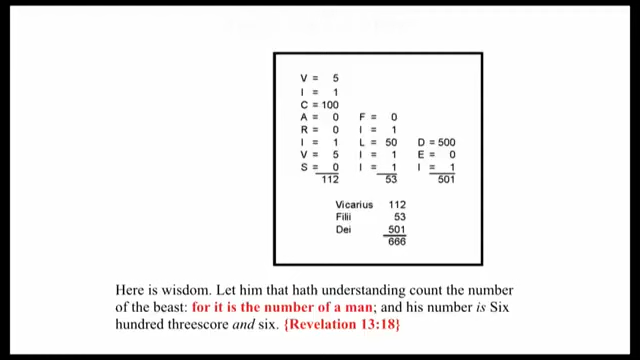 V = 5
I = 1
C = 100
A = 0 F = 0
R = 0 I = 1
I = 1 L = 50 D = 500
V = 5 I = 1 E = 0
S = 0 I = 1 I = 1
112 53 501
Vicarius 112
Filii 53
Dei 501
666
Here is wisdom. Let him that hath understanding count the number
of the beast: for it is the number of a man; and his number is Six
hundred threescore and six. {Revelation 13:18}